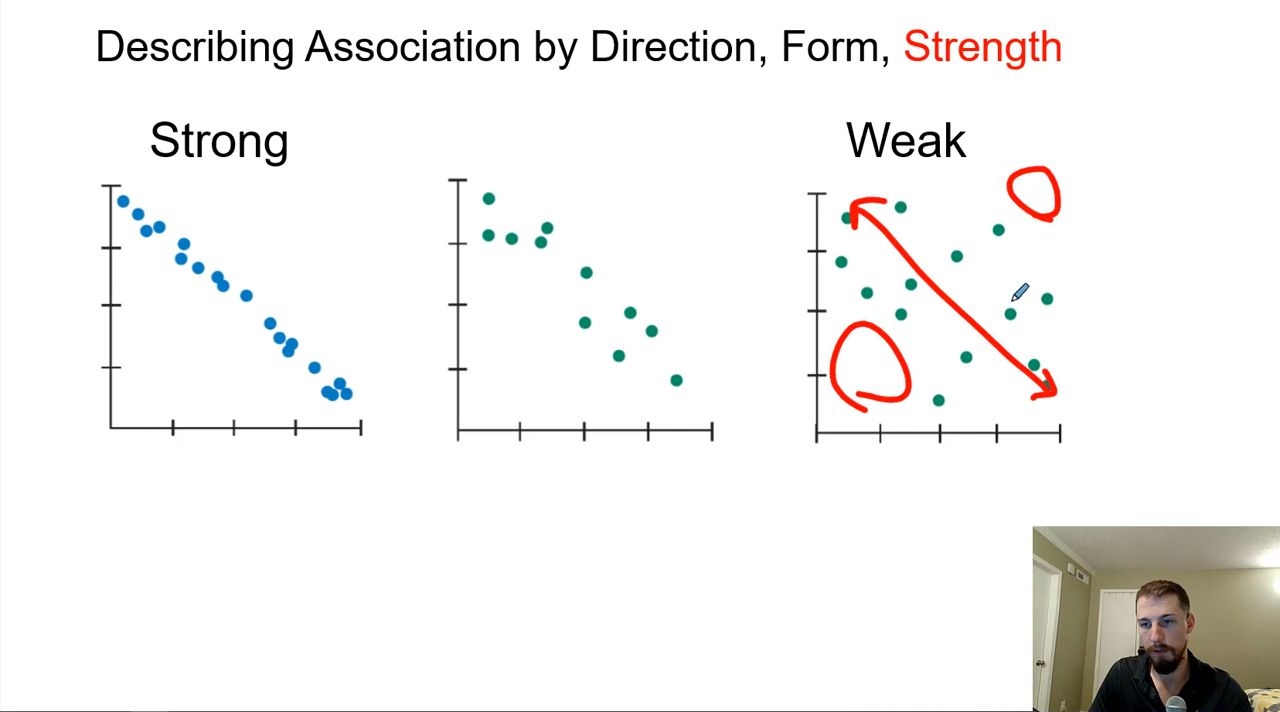 Describing Association by Direction, Form, Strength
Strong
Weak